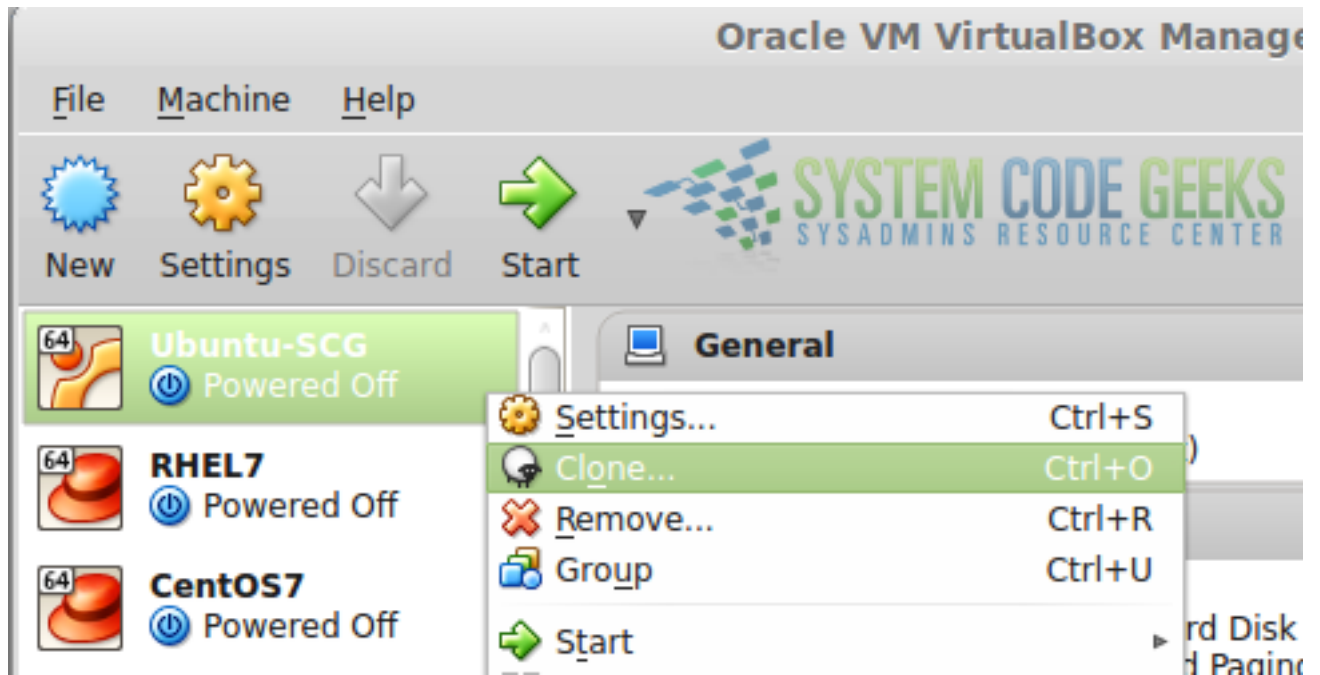 Oracle VM VirtualBox Manage
File Machine Help
SYSTEM CODE GEEKS
SYSADMINS RESOURCE CENTER
New Settings Discard Start
64
Ubuntu-SCG
Powered Off
General
Settings... Ctrl+S
)
Clone... Ctrl+O
64
RHEL7
Powered Off
Remove... Ctrl+R
Group Ctrl+U
64
CentOS7
Powered Off
Start
rd Disk
d Paging